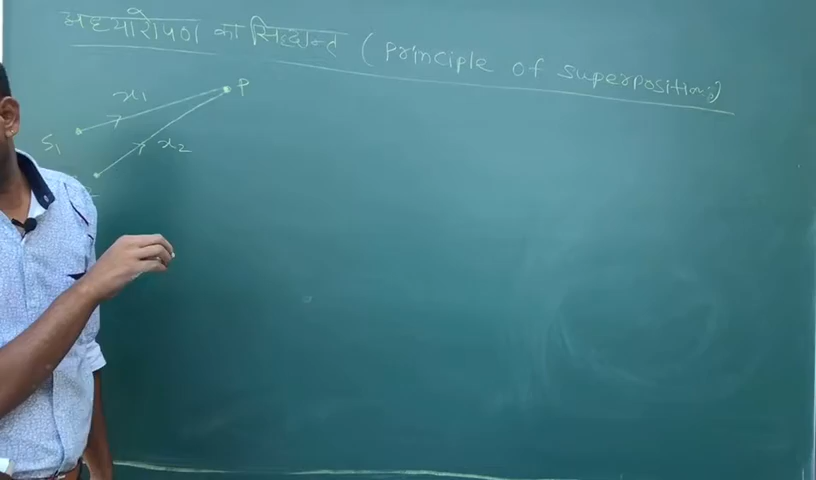 अध्यारोपण का सिद्धान्त ( Principle of superposition:)
x₁ P
S₁
x₂